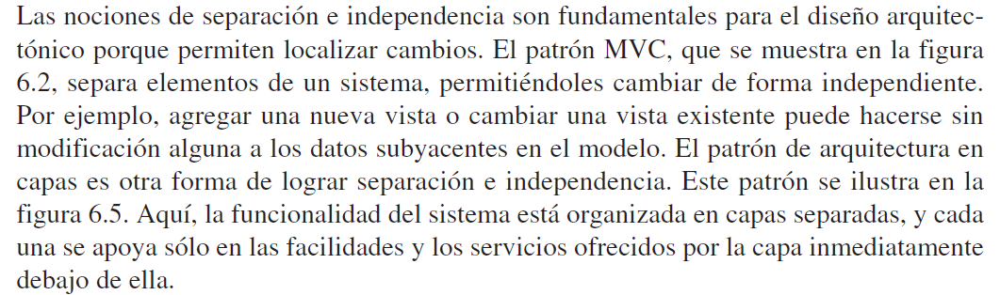 Las nociones de separación e independencia son fundamentales para el diseño arquitec-
tónico porque permiten localizar cambios. El patrón MVC, que se muestra en la figura
6.2, separa elementos de un sistema, permitiéndoles cambiar de forma independiente.
Por ejemplo, agregar una nueva vista o cambiar una vista existente puede hacerse sin
modificación alguna a los datos subyacentes en el modelo. El patrón de arquitectura en
capas es otra forma de lograr separación e independencia. Este patrón se ilustra en la
figura 6.5. Aquí, la funcionalidad del sistema está organizada en capas separadas, y cada
una se apoya sólo en las facilidades y los servicios ofrecidos por la capa inmediatamente
debajo de ella.